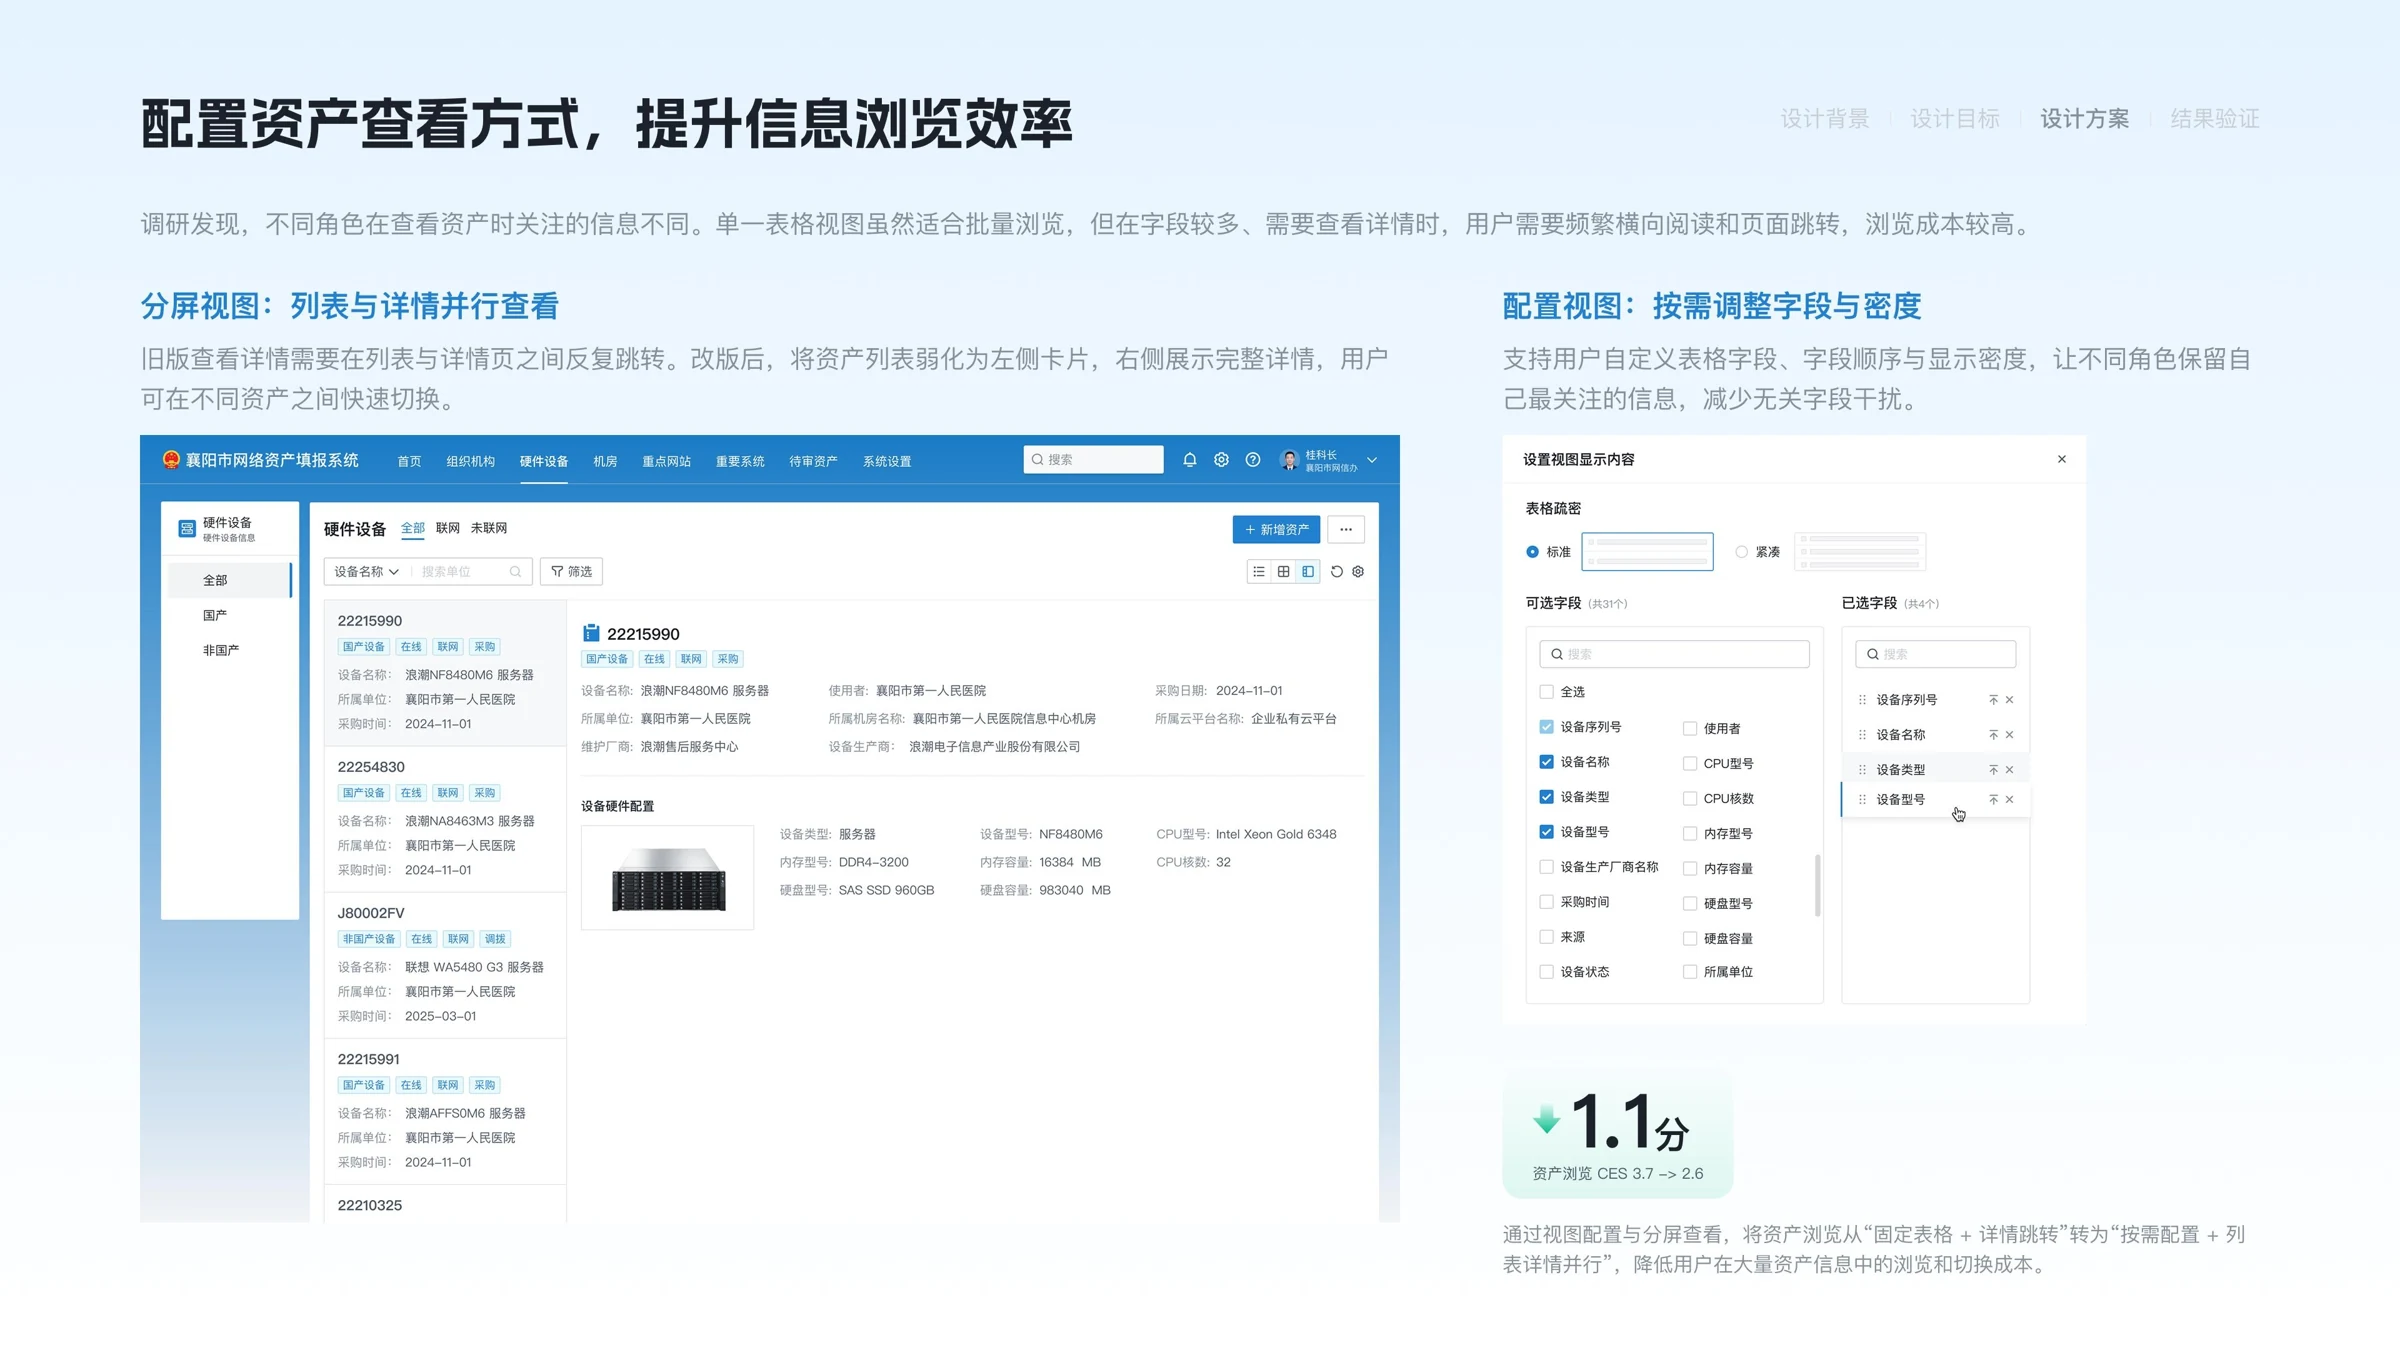 配置资产查看方式，提升信息浏览效率
设计背景 设计目标 设计方案 结果验证
调研发现，不同角色在查看资产时关注的信息不同。单一表格视图虽然适合批量浏览，但在字段较多、需要查看详情时，用户需要频繁横向阅读和页面跳转，浏览成本较高。
分屏视图：列表与详情并行查看
旧版查看详情需要在列表与详情页之间反复跳转。改版后，将资产列表弱化为左侧卡片，右侧展示完整详情，用户
可在不同资产之间快速切换。
襄阳市网络资产填报系统 首页 组织机构 硬件设备 机房 重点网站 重要系统 待审资产 系统设置 搜索 桂科长
襄阳市网信办
硬件设备
硬件设备信息
全部
国产
非国产
硬件设备 全部 联网 未联网 + 新增资产 ···
设备名称 搜索单位 筛选
22215990
国产设备 在线 联网 采购
设备名称： 浪潮NF8480M6 服务器
所属单位： 襄阳市第一人民医院
采购时间： 2024-11-01
22254830
国产设备 在线 联网 采购
设备名称： 浪潮NA8463M3 服务器
所属单位： 襄阳市第一人民医院
采购时间： 2024-11-01
J80002FV
非国产设备 在线 联网 调拨
设备名称： 联想 WA5480 G3 服务器
所属单位： 襄阳市第一人民医院
采购时间： 2025-03-01
22215991
国产设备 在线 联网 采购
设备名称： 浪潮AFFS0M6 服务器
所属单位： 襄阳市第一人民医院
采购时间： 2024-11-01
22210325
22215990
国产设备 在线 联网 采购
设备名称: 浪潮NF8480M6 服务器 使用者: 襄阳市第一人民医院 采购日期: 2024-11-01
所属单位: 襄阳市第一人民医院 所属机房名称: 襄阳市第一人民医院信息中心机房 所属云平台名称: 企业私有云平台
维护厂商: 浪潮售后服务中心 设备生产商： 浪潮电子信息产业股份有限公司
设备硬件配置
设备类型: 服务器 设备型号: NF8480M6 CPU型号: Intel Xeon Gold 6348
内存型号: DDR4-3200 内存容量: 16384 MB CPU核数: 32
硬盘型号: SAS SSD 960GB 硬盘容量: 983040 MB
配置视图：按需调整字段与密度
支持用户自定义表格字段、字段顺序与显示密度，让不同角色保留自
己最关注的信息，减少无关字段干扰。
设置视图显示内容
表格疏密
标准 紧凑
可选字段 (共31个)
搜索
全选
设备序列号 使用者
设备名称 CPU型号
设备类型 CPU核数
设备型号 内存型号
设备生产厂商名称 内存容量
采购时间 硬盘型号
来源 硬盘容量
设备状态 所属单位
已选字段 (共4个)
搜索
设备序列号
设备名称
设备类型
设备型号
1.1分
资产浏览 CES 3.7 -> 2.6
通过视图配置与分屏查看，将资产浏览从“固定表格 + 详情跳转”转为“按需配置 + 列
表详情并行”，降低用户在大量资产信息中的浏览和切换成本。